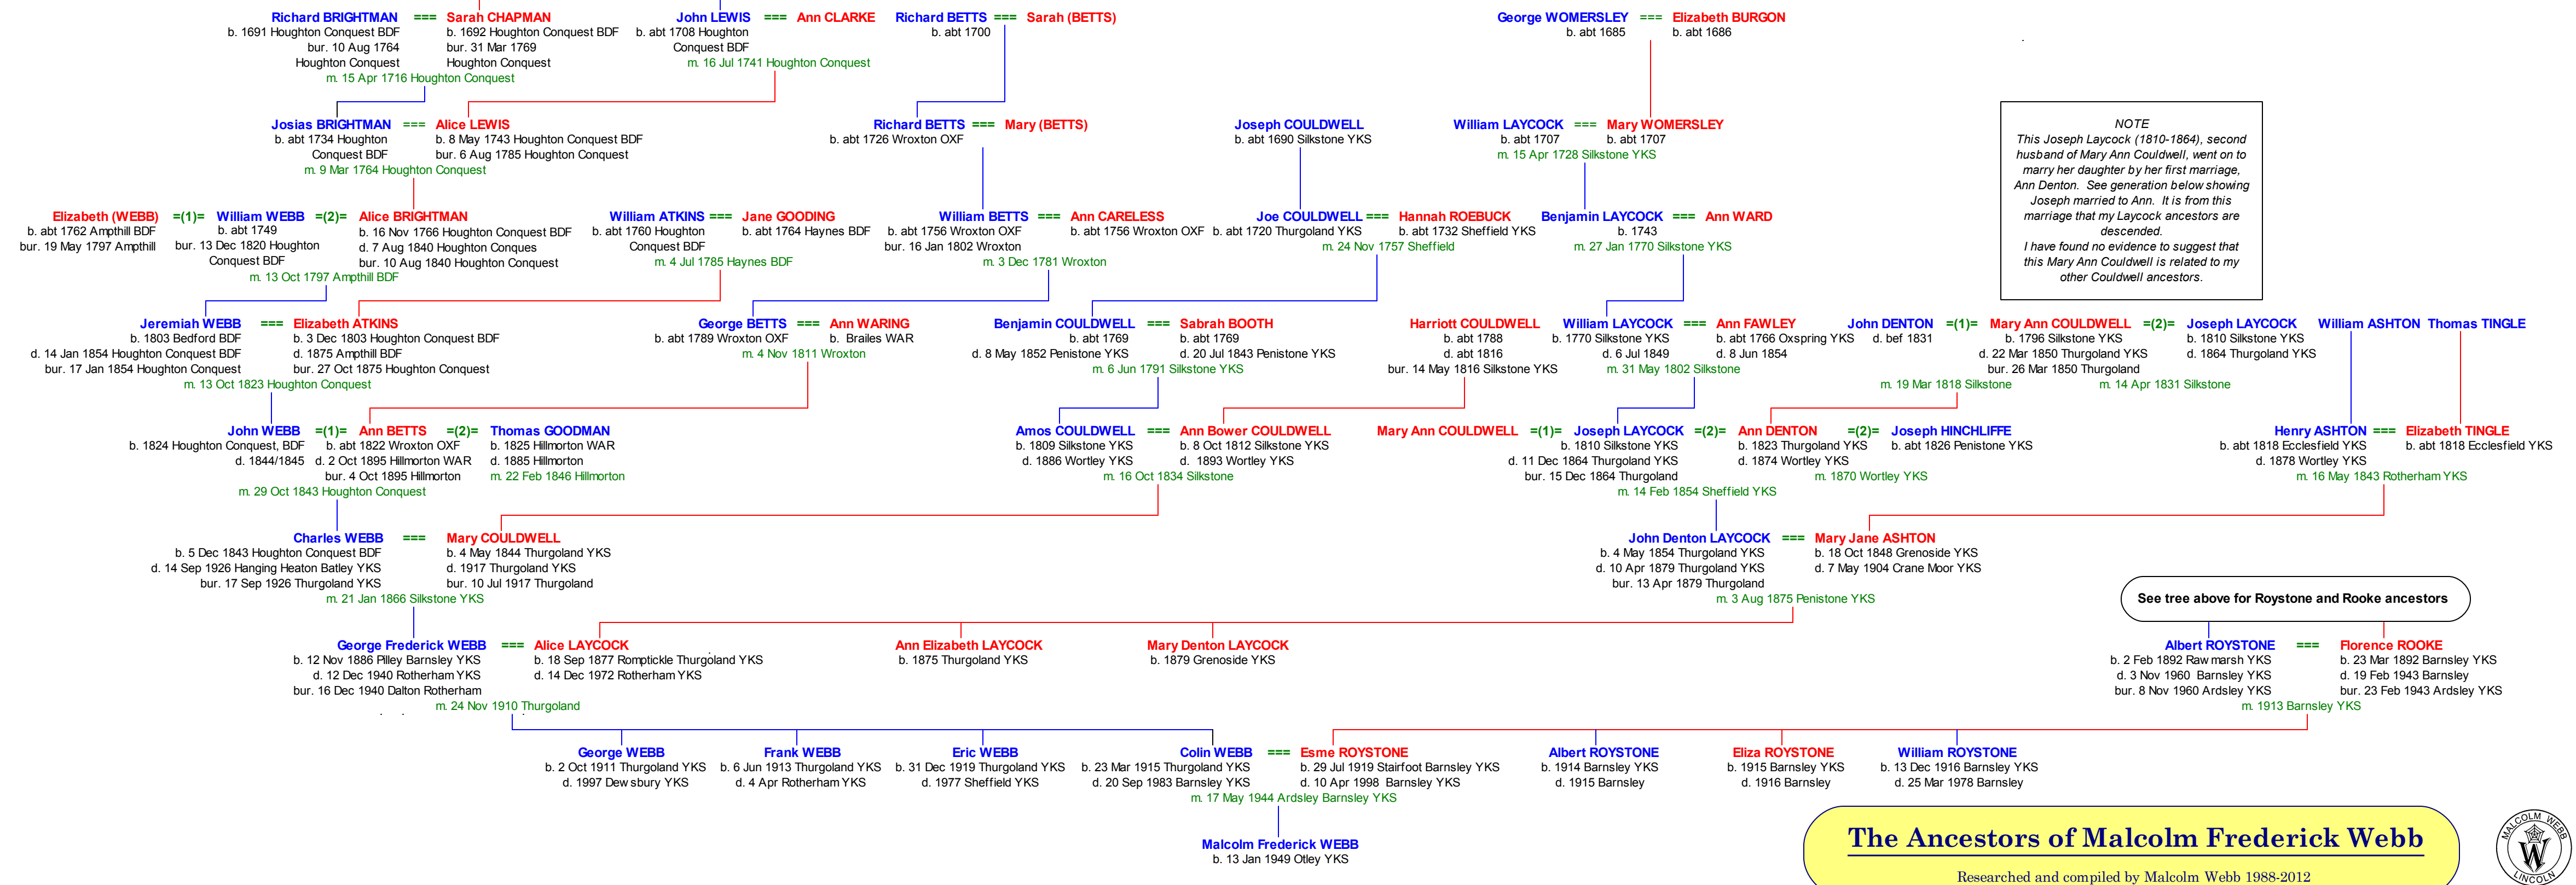 Richard BRIGHTMAN === Sarah CHAPMAN
b. 1691 Houghton Conquest BDF
bur. 10 Aug 1764
Houghton Conquest
b. 1692 Houghton Conquest BDF
bur. 31 Mar 1769
Houghton Conquest
m. 15 Apr 1716 Houghton Conquest
John LEWIS === Ann CLARKE
b. abt 1708 Houghton
Conquest BDF
m. 16 Jul 1741 Houghton Conquest
Richard BETTS === Sarah (BETTS)
b. abt 1700
George WOMERSLEY === Elizabeth BURGON
b. abt 1685
b. abt 1686
Josias BRIGHTMAN === Alice LEWIS
b. abt 1734 Houghton
Conquest BDF
b. 8 May 1743 Houghton Conquest BDF
bur. 6 Aug 1785 Houghton Conquest
m. 9 Mar 1764 Houghton Conquest
Richard BETTS === Mary (BETTS)
b. abt 1726 Wroxton OXF
Joseph COULDWELL
b. abt 1690 Silkstone YKS
William LAYCOCK === Mary WOMERSLEY
b. abt 1707
b. abt 1707
m. 15 Apr 1728 Silkstone YKS
NOTE
This Joseph Laycock (1810-1864), second
husband of Mary Ann Couldwell, went on to
marry her daughter by her first marriage,
Ann Denton. See generation below showing
Joseph married to Ann. It is from this
marriage that my Laycock ancestors are
descended.
I have found no evidence to suggest that
this Mary Ann Couldwell is related to my
other Couldwell ancestors.
Elizabeth (WEBB) =(1)= William WEBB =(2)= Alice BRIGHTMAN
b. abt 1762 Ampthill BDF
bur. 19 May 1797 Ampthill
b. abt 1749
bur. 13 Dec 1820 Houghton
Conquest BDF
b. 16 Nov 1766 Houghton Conquest BDF
d. 7 Aug 1840 Houghton Conques
bur. 10 Aug 1840 Houghton Conquest
m. 13 Oct 1797 Ampthill BDF
William ATKINS === Jane GOODING
b. abt 1760 Houghton
Conquest BDF
b. abt 1764 Haynes BDF
m. 4 Jul 1785 Haynes BDF
William BETTS === Ann CARELESS
b. abt 1756 Wroxton OXF
bur. 16 Jan 1802 Wroxton
b. abt 1756 Wroxton OXF
m. 3 Dec 1781 Wroxton
Joe COULDWELL === Hannah ROEBUCK
b. abt 1720 Thurgoland YKS
b. abt 1732 Sheffield YKS
m. 24 Nov 1757 Sheffield
Benjamin LAYCOCK === Ann WARD
b. 1743
m. 27 Jan 1770 Silkstone YKS
Jeremiah WEBB === Elizabeth ATKINS
b. 1803 Bedford BDF
d. 14 Jan 1854 Houghton Conquest BDF
bur. 17 Jan 1854 Houghton Conquest
b. 3 Dec 1803 Houghton Conquest BDF
d. 1875 Ampthill BDF
bur. 27 Oct 1875 Houghton Conquest
m. 13 Oct 1823 Houghton Conquest
George BETTS === Ann WARING
b. abt 1789 Wroxton OXF
b. Brailes WAR
m. 4 Nov 1811 Wroxton
Benjamin COULDWELL === Sabrah BOOTH
b. abt 1769
d. 8 May 1852 Penistone YKS
b. abt 1769
d. 20 Jul 1843 Penistone YKS
m. 6 Jun 1791 Silkstone YKS
Harriott COULDWELL
b. abt 1788
d. abt 1816
bur. 14 May 1816 Silkstone YKS
William LAYCOCK === Ann FAWLEY
b. 1770 Silkstone YKS
d. 6 Jul 1849
b. abt 1766 Oxspring YKS
d. 8 Jun 1854
m. 31 May 1802 Silkstone
John DENTON =(1)= Mary Ann COULDWELL =(2)= Joseph LAYCOCK
d. bef 1831
b. 1796 Silkstone YKS
d. 22 Mar 1850 Thurgoland YKS
bur. 26 Mar 1850 Thurgoland
b. 1810 Silkstone YKS
d. 1864 Thurgoland YKS
m. 19 Mar 1818 Silkstone
m. 14 Apr 1831 Silkstone
William ASHTON
Thomas TINGLE
John WEBB =(1)= Ann BETTS =(2)= Thomas GOODMAN
b. 1824 Houghton Conquest, BDF
d. 1844/1845
b. abt 1822 Wroxton OXF
d. 2 Oct 1895 Hillmorton WAR
bur. 4 Oct 1895 Hillmorton
b. 1825 Hillmorton WAR
d. 1885 Hillmorton
m. 22 Feb 1846 Hillmorton
m. 29 Oct 1843 Houghton Conquest
Amos COULDWELL === Ann Bower COULDWELL
b. 1809 Silkstone YKS
d. 1886 Wortley YKS
b. 8 Oct 1812 Silkstone YKS
d. 1893 Wortley YKS
m. 16 Oct 1834 Silkstone
Mary Ann COULDWELL =(1)= Joseph LAYCOCK =(2)= Ann DENTON =(2)= Joseph HINCHLIFFE
b. 1810 Silkstone YKS
d. 11 Dec 1864 Thurgoland YKS
bur. 15 Dec 1864 Thurgoland
b. 1823 Thurgoland YKS
d. 1874 Wortley YKS
b. abt 1826 Penistone YKS
m. 1870 Wortley YKS
m. 14 Feb 1854 Sheffield YKS
Henry ASHTON === Elizabeth TINGLE
b. abt 1818 Ecclesfield YKS
d. 1878 Wortley YKS
b. abt 1818 Ecclesfield YKS
m. 16 May 1843 Rotherham YKS
Charles WEBB === Mary COULDWELL
b. 5 Dec 1843 Houghton Conquest BDF
d. 14 Sep 1926 Hanging Heaton Batley YKS
bur. 17 Sep 1926 Thurgoland YKS
b. 4 May 1844 Thurgoland YKS
d. 1917 Thurgoland YKS
bur. 10 Jul 1917 Thurgoland
m. 21 Jan 1866 Silkstone YKS
John Denton LAYCOCK === Mary Jane ASHTON
b. 4 May 1854 Thurgoland YKS
d. 10 Apr 1879 Thurgoland YKS
bur. 13 Apr 1879 Thurgoland
b. 18 Oct 1848 Grenoside YKS
d. 7 May 1904 Crane Moor YKS
m. 3 Aug 1875 Penistone YKS
See tree above for Roystone and Rooke ancestors
George Frederick WEBB === Alice LAYCOCK
b. 12 Nov 1886 Pilley Barnsley YKS
d. 12 Dec 1940 Rotherham YKS
bur. 16 Dec 1940 Dalton Rotherham
b. 18 Sep 1877 Romptickle Thurgoland YKS
d. 14 Dec 1972 Rotherham YKS
m. 24 Nov 1910 Thurgoland
Ann Elizabeth LAYCOCK
b. 1875 Thurgoland YKS
Mary Denton LAYCOCK
b. 1879 Grenoside YKS
Albert ROYSTONE === Florence ROOKE
b. 2 Feb 1892 Rawmarsh YKS
d. 3 Nov 1960 Barnsley YKS
bur. 8 Nov 1960 Ardsley YKS
b. 23 Mar 1892 Barnsley YKS
d. 19 Feb 1943 Barnsley
bur. 23 Feb 1943 Ardsley YKS
m. 1913 Barnsley YKS
George WEBB
b. 2 Oct 1911 Thurgoland YKS
d. 1997 Dewsbury YKS
Frank WEBB
b. 6 Jun 1913 Thurgoland YKS
d. 4 Apr Rotherham YKS
Eric WEBB
b. 31 Dec 1919 Thurgoland YKS
d. 1977 Sheffield YKS
Colin WEBB === Esme ROYSTONE
b. 23 Mar 1915 Thurgoland YKS
d. 20 Sep 1983 Barnsley YKS
b. 29 Jul 1919 Stairfoot Barnsley YKS
d. 10 Apr 1998 Barnsley YKS
m. 17 May 1944 Ardsley Barnsley YKS
Albert ROYSTONE
b. 1914 Barnsley YKS
d. 1915 Barnsley
Eliza ROYSTONE
b. 1915 Barnsley YKS
d. 1916 Barnsley
William ROYSTONE
b. 13 Dec 1916 Barnsley YKS
d. 25 Mar 1978 Barnsley
Malcolm Frederick WEBB
b. 13 Jan 1949 Otley YKS
The Ancestors of Malcolm Frederick Webb
Researched and compiled by Malcolm Webb 1988-2012
MALCOLM WEBB
W
LINCOLN